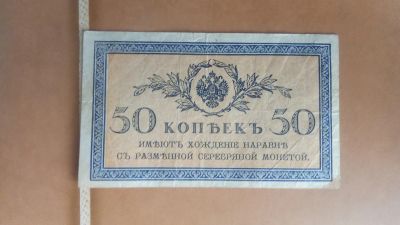 50 КОПѢЕКЪ 50
ИМѢЮТЪ ХОЖДЕНІЕ НАРАВНѢ
СЪ РАЗМѢННОЙ СЕРЕБРЯНОЙ МОНЕТОЙ.